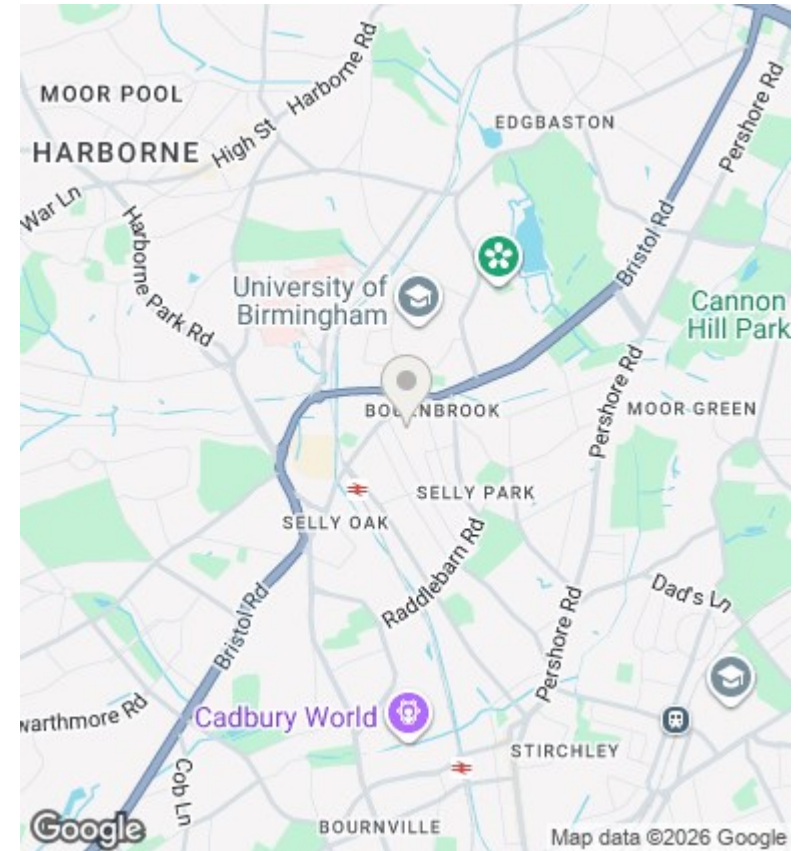 MOOR POOL
Harborne Rd
EDGBASTON
Pershore Rd
HARBORNE
High St
War Ln
Harborne Park Rd
Bristol Rd
University of
Birmingham
Cannon
Hill Park
Pershore Rd
MOOR GREEN
SELLY PARK
SELLY OAK
Raddlebarn Rd
Dad's Ln
Bristol Rd
Pershore Rd
warthmore Rd
Cadbury World
Cob Ln
STIRCHLEY
Google
BOURNVILLE
Map data ©2026 Google